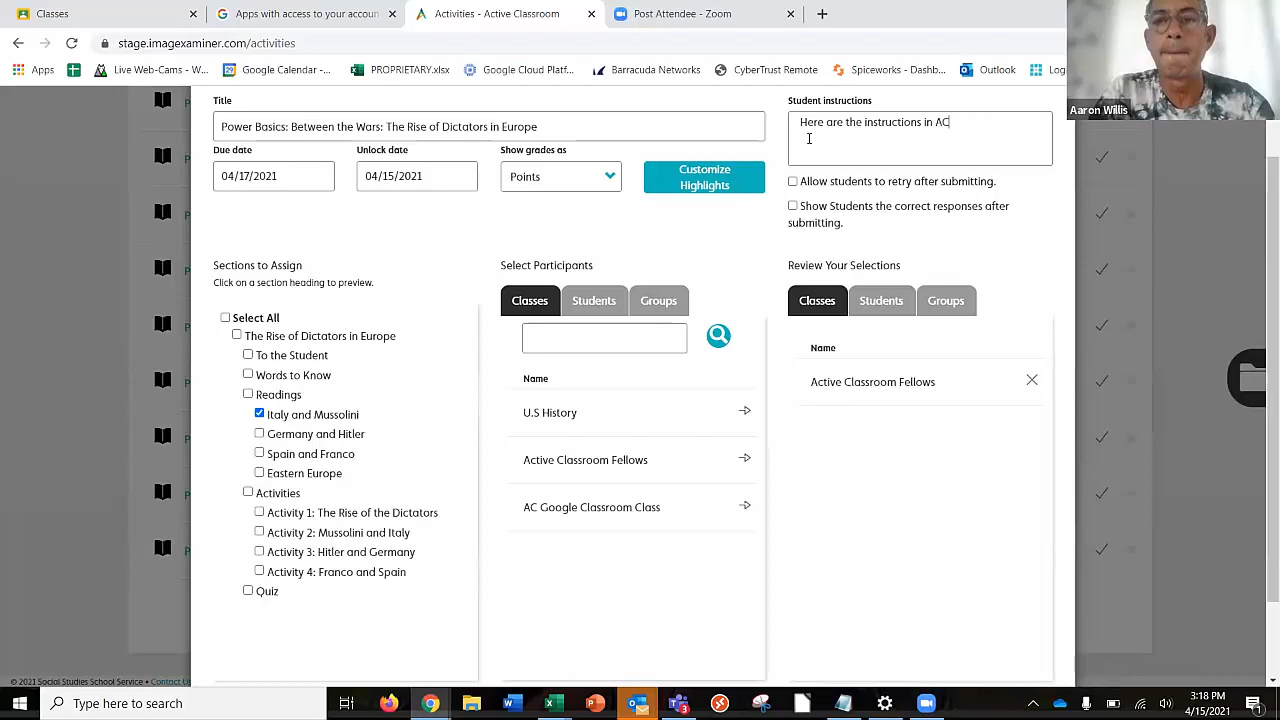 Classes
Apps with access to your accoun
Activities - Active Classroom
Post Attendee - Zoom
stage.imagexaminer.com/activities
Apps
Live Web-Cams - W...
Google Calendar -...
PROPRIETARY.xlsx
Google Cloud Platf...
Barracuda Networks
CyberTrust Remote
Spiceworks - Dashb...
Outlook
Log
Aaron Willis
Title
Power Basics: Between the Wars: The Rise of Dictators in Europe
Student instructions
Here are the instructions in AC
Due date
Unlock date
Show grades as
04/17/2021
04/15/2021
Points
Customize
Highlights
Allow students to retry after submitting.
Show Students the correct responses after
submitting.
Sections to Assign
Click on a section heading to preview.
Select All
The Rise of Dictators in Europe
To the Student
Words to Know
Readings
Italy and Mussolini
Germany and Hitler
Spain and Franco
Eastern Europe
Activities
Activity 1: The Rise of the Dictators
Activity 2: Mussolini and Italy
Activity 3: Hitler and Germany
Activity 4: Franco and Spain
Quiz
Select Participants
Classes
Students
Groups
Name
U.S History
Active Classroom Fellows
AC Google Classroom Class
Review Your Selections
Classes
Students
Groups
Name
Active Classroom Fellows
© 2021 Social Studies School Service • Contact Us
Type here to search
3:18 PM
4/15/2021